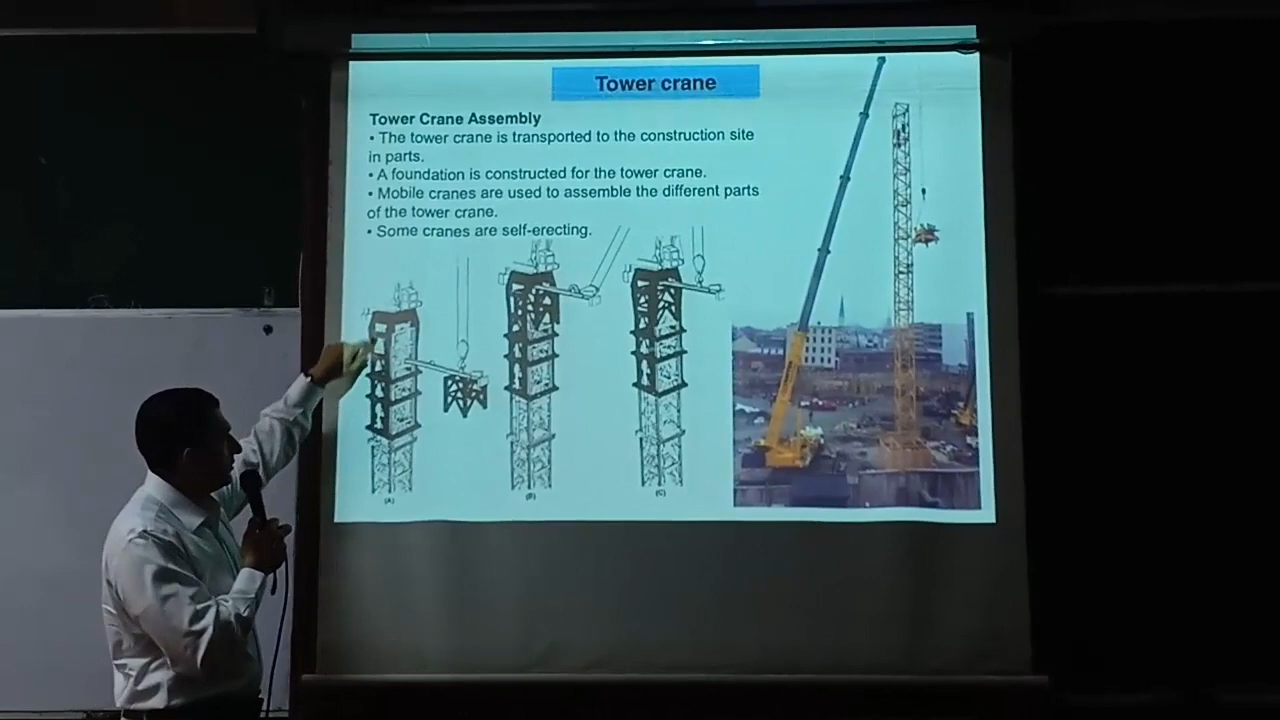 Tower crane
Tower Crane Assembly
• The tower crane is transported to the construction site
in parts.
• A foundation is constructed for the tower crane.
• Mobile cranes are used to assemble the different parts
of the tower crane.
• Some cranes are self-erecting.
(A)
(B)
(C)